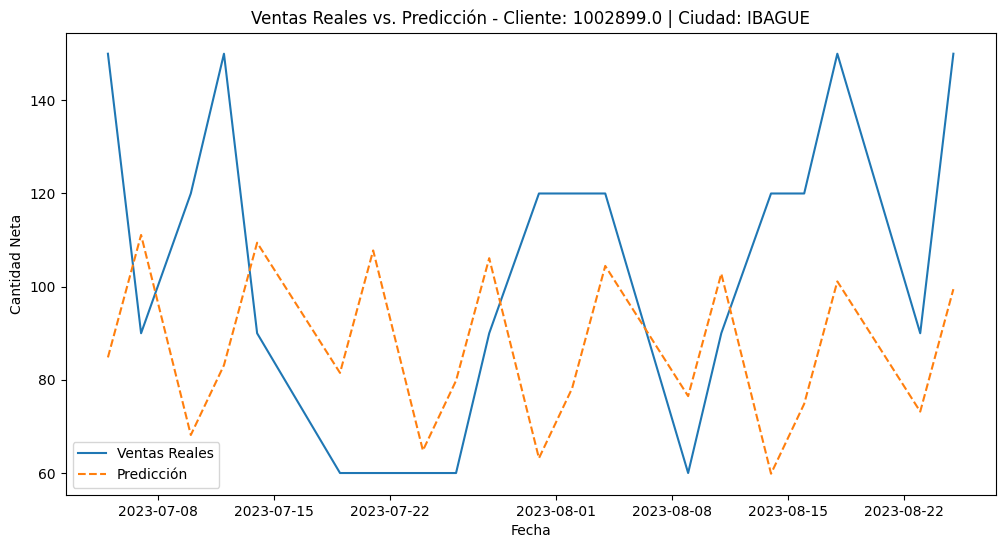 Ventas Reales vs. Predicción - Cliente: 1002899.0 | Ciudad: IBAGUE
Cantidad Neta
140
120
100
80
60
Ventas Reales
Predicción
2023-07-08
2023-07-15
2023-07-22
2023-08-01
2023-08-08
2023-08-15
2023-08-22
Fecha